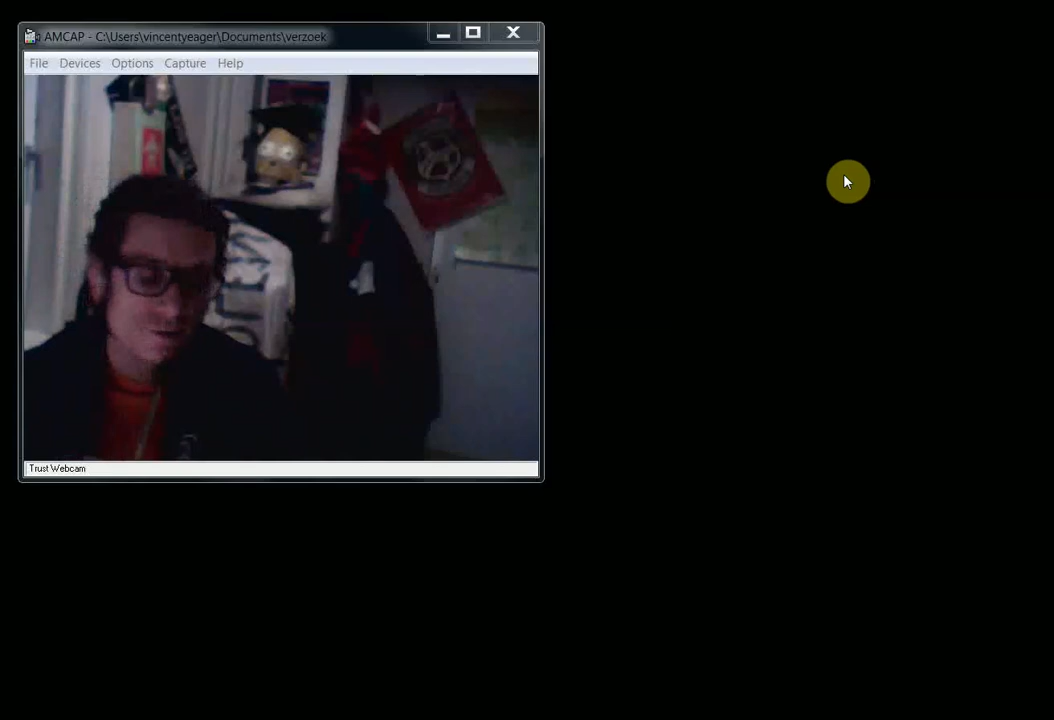 AMCAP - C:\Users\vincentyeager\Documents\verzoek
File Devices Options Capture Help
Trust Webcam